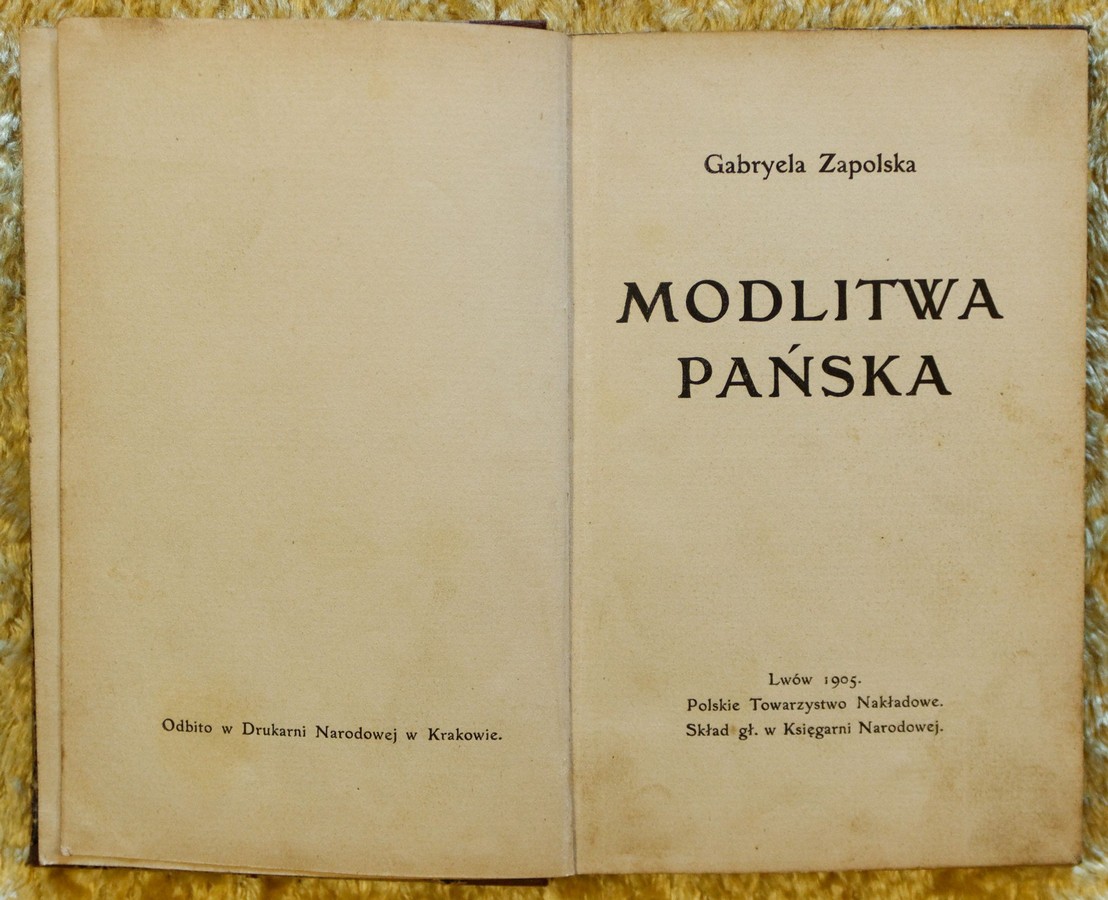 Odbito w Drukarni Narodowej w Krakowie.
Gabryela Zapolska
MODLITWA
PAŃSKA
Lwów 1905.
Polskie Towarzystwo Nakładowe.
Skład gł. w Księgarni Narodowej.